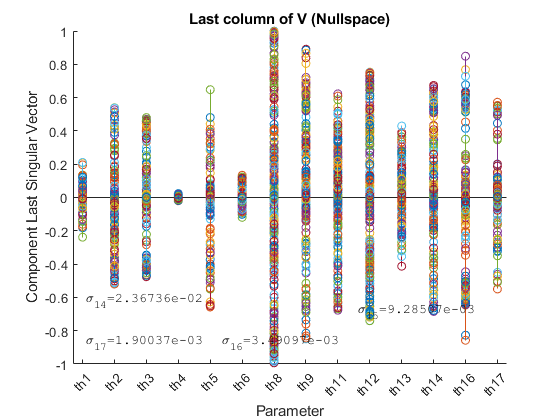 Last column of V (Nullspace)
Component Last Singular Vector
1
0.8
0.6
0.4
0.2
0
-0.2
-0.4
-0.6
-0.8
-1
σ14=2.36736e-02
σ17=1.90037e-03
th1 th2 th3 th4 th5 th6 th8 th9 th11 th12 th13 th14 th16 th17
Parameter